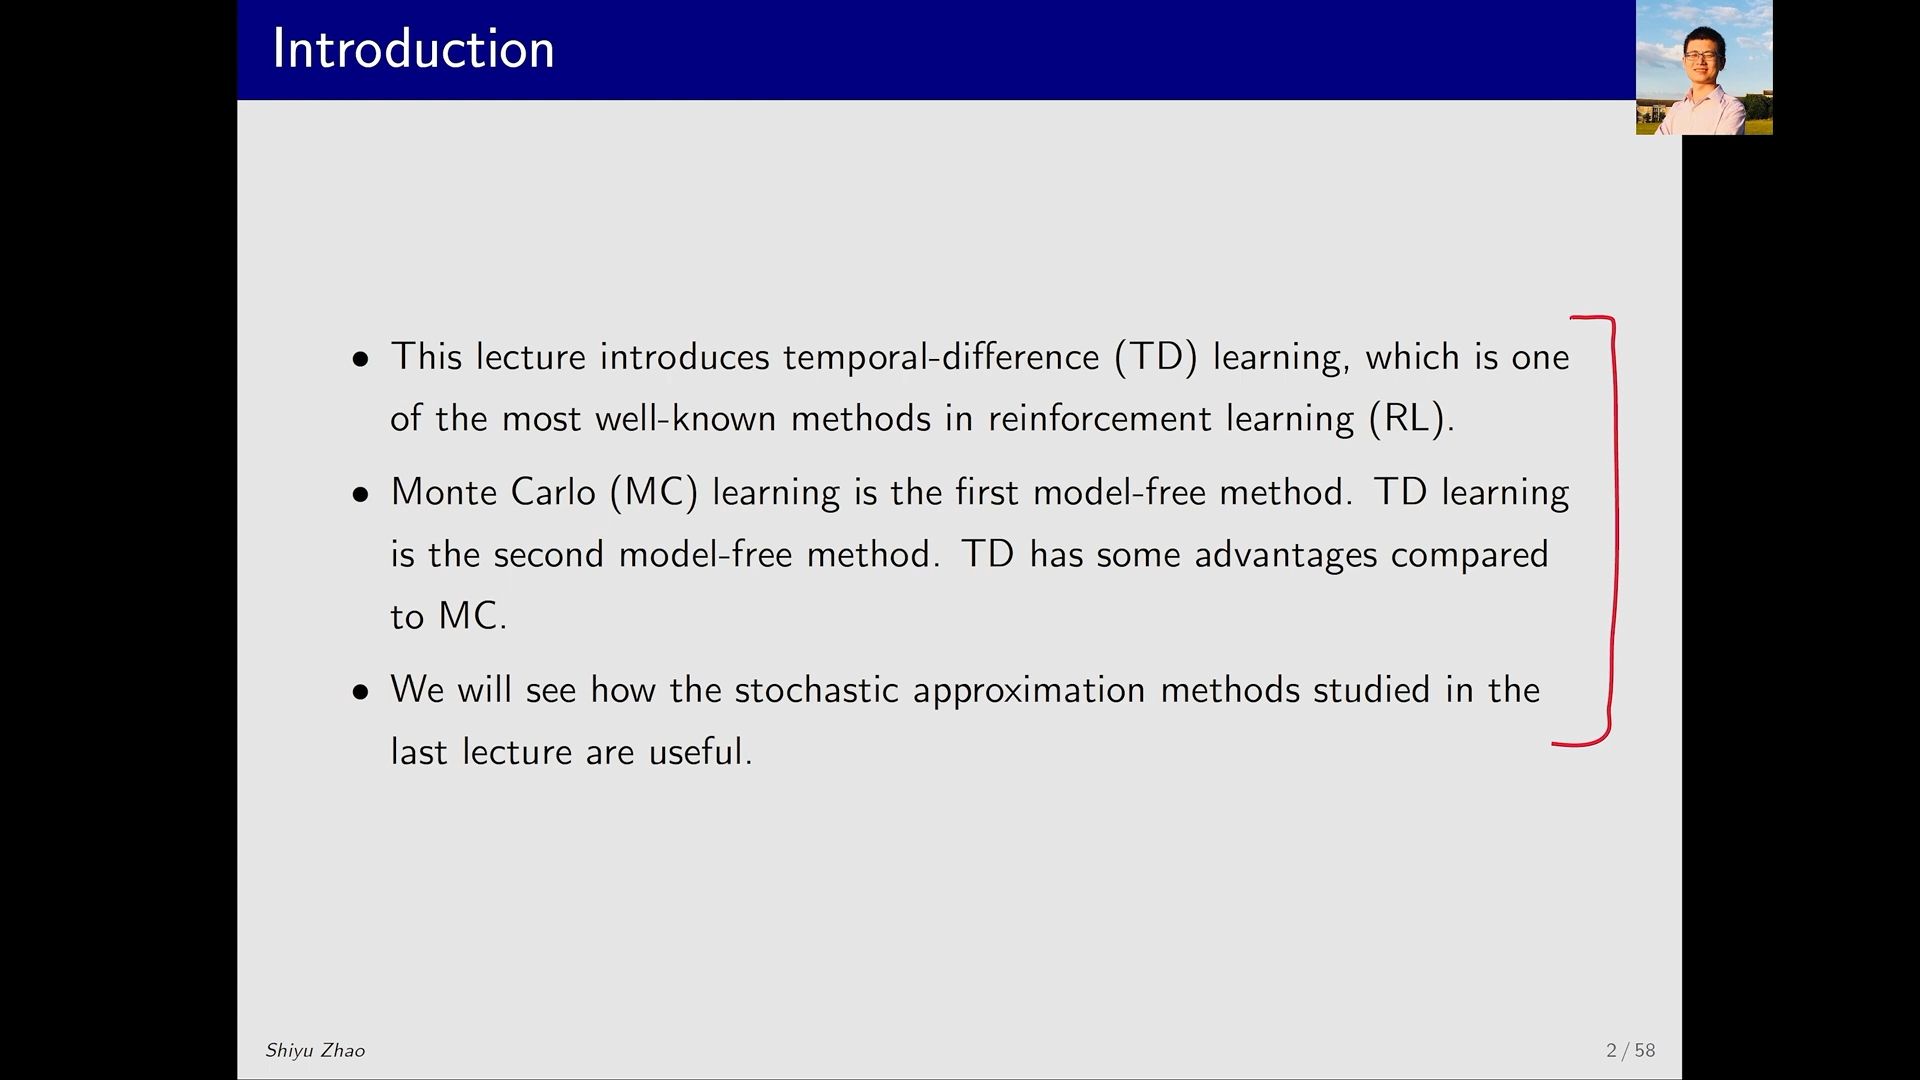 Introduction
• This lecture introduces temporal-difference (TD) learning, which is one
of the most well-known methods in reinforcement learning (RL).
• Monte Carlo (MC) learning is the first model-free method. TD learning
is the second model-free method. TD has some advantages compared
to MC.
• We will see how the stochastic approximation methods studied in the
last lecture are useful.
Shiyu Zhao
2 / 58